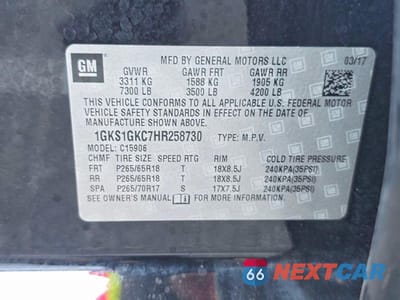 GM
MFD BY GENERAL MOTORS LLC 03/17
GVWR GAWR FRT GAWR RR
3311 KG 1588 KG 1905 KG
7300 LB 3500 LB 4200 LB
THIS VEHICLE CONFORMS TO ALL APPLICABLE U.S. FEDERAL MOTOR
VEHICLE SAFETY STANDARDS IN EFFECT ON THE DATE OF
MANUFACTURE SHOWN ABOVE.
1GKS1GKC7HR258730 TYPE: M.P.V.
MODEL: C15906
CHMF TIRE SIZE SPEED RTG RIM COLD TIRE PRESSURE
FRT P265/65R18 T 18X8.5J 240KPA(35PSI)
RR P265/65R18 T 18X8.5J 240KPA(35PSI)
SPA P265/70R17 S 17X7.5J 240KPA(35PSI)
SEE OWNER'S MANUAL FOR MORE INFORMATION.
66 NEXTCAR